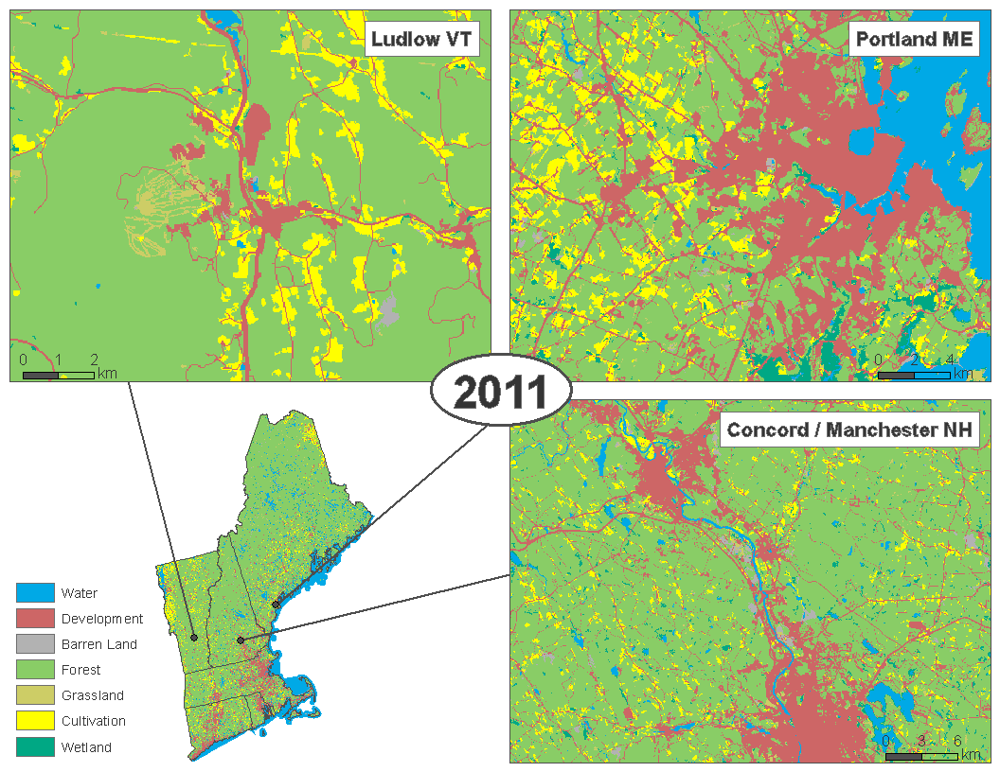 Ludlow VT
Portland ME
0 1 2
km
0 2 4
km
2011
Concord / Manchester NH
Water
Development
Barren Land
Forest
Grassland
Cultivation
Wetland
0 3 6
km